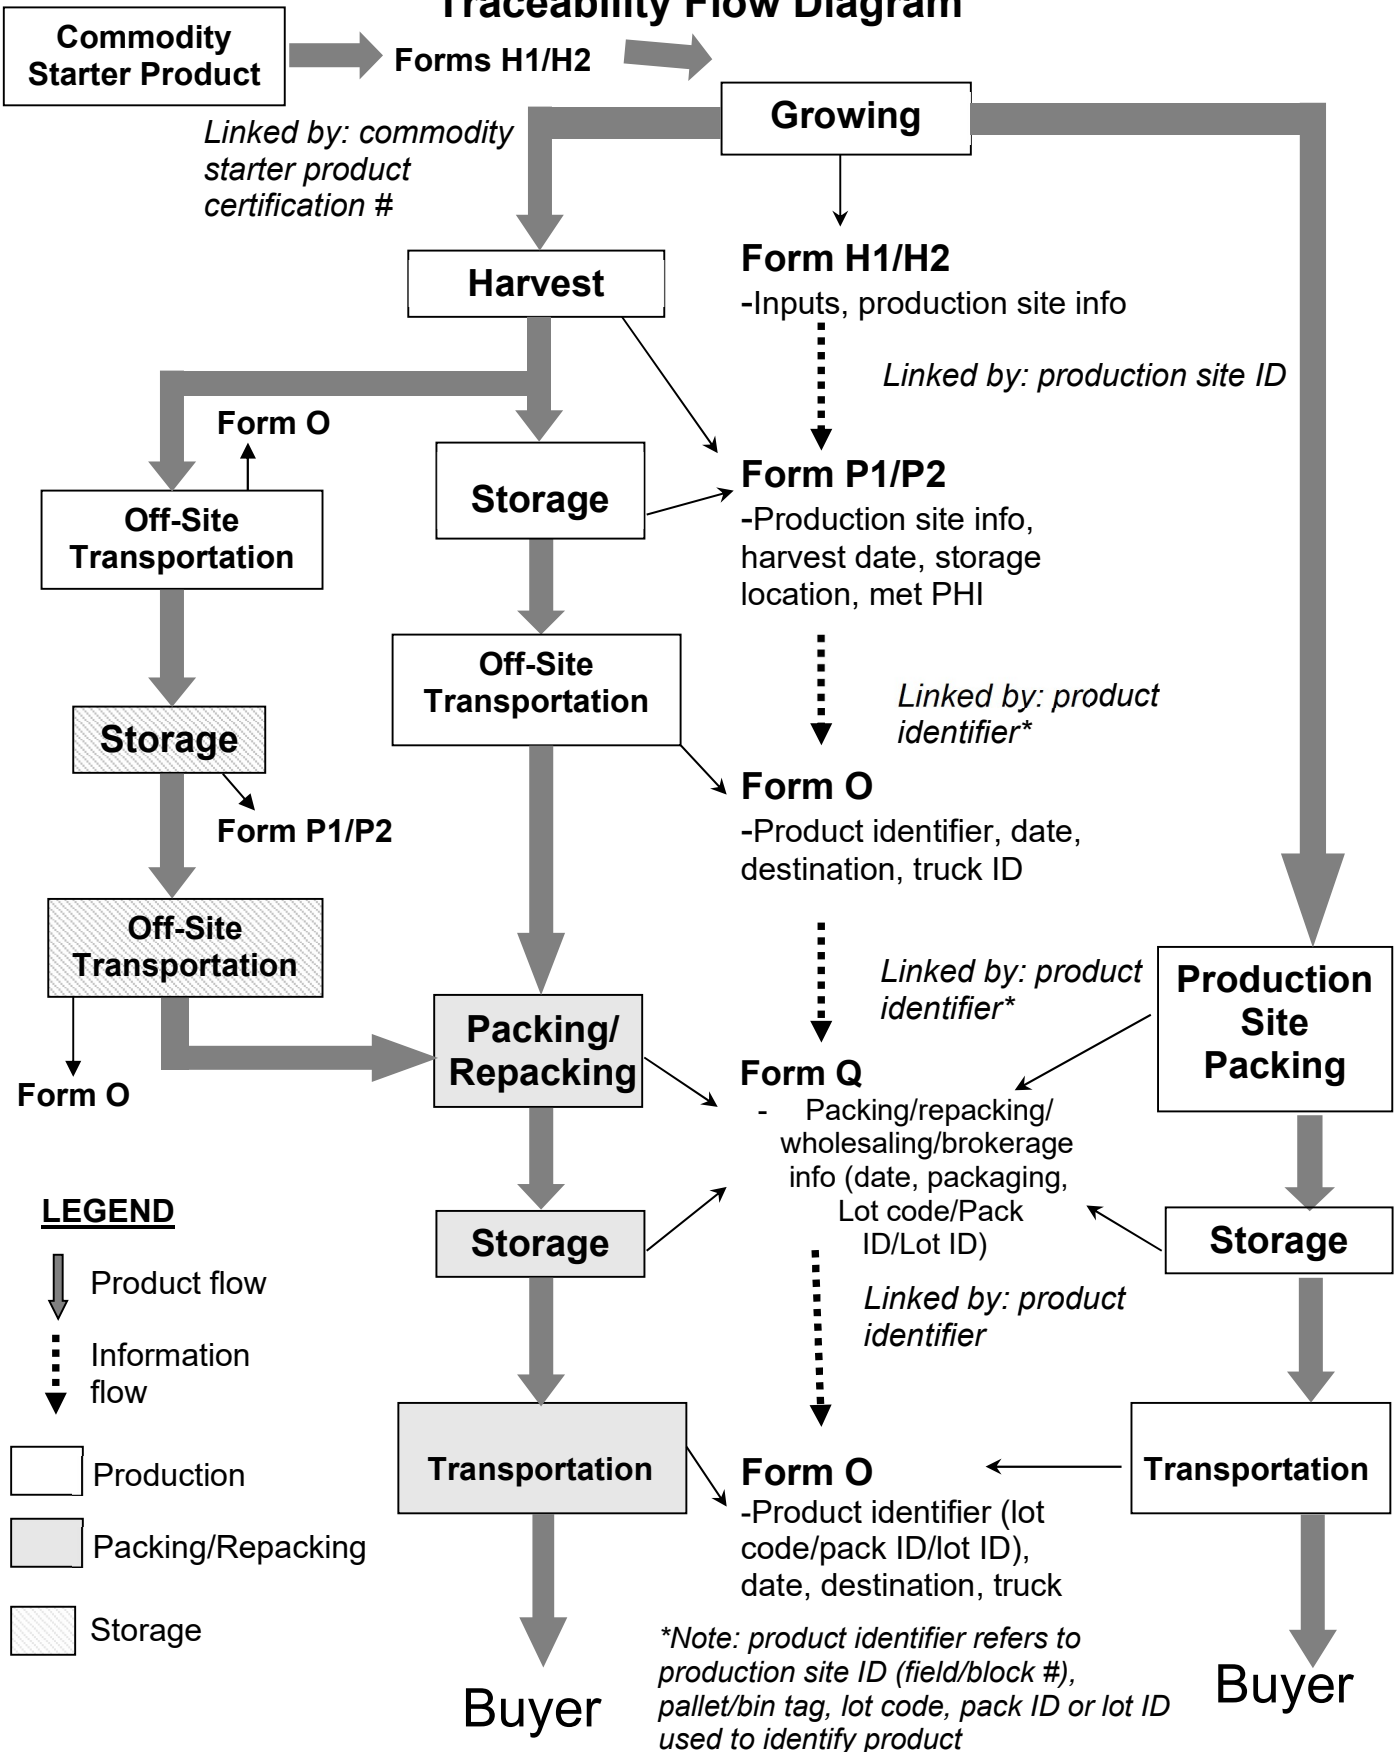 Traceability Flow Diagram
Commodity
Starter Product
Forms H1/H2
Growing
Linked by: commodity
starter product
certification #
Harvest
Form H1/H2
-Inputs, production site info
Linked by: production site ID
Form O
Off-Site
Transportation
Storage
Form P1/P2
-Production site info,
harvest date, storage
location, met PHI
Off-Site
Transportation
Linked by: product
identifier*
Storage
Form P1/P2
Form O
-Product identifier, date,
destination, truck ID
Off-Site
Transportation
Form O
Linked by: product
identifier*
Production
Site
Packing
Packing/
Repacking
Form Q
- Packing/repacking/
wholesaling/brokerage
info (date, packaging,
Lot code/Pack
ID/Lot ID)
Storage
Storage
Linked by: product
identifier
LEGEND
Product flow
Information
flow
Production
Packing/Repacking
Storage
Transportation
Form O
-Product identifier (lot
code/pack ID/lot ID),
date, destination, truck
Transportation
Buyer
Buyer
*Note: product identifier refers to
production site ID (field/block #),
pallet/bin tag, lot code, pack ID or lot ID
used to identify product